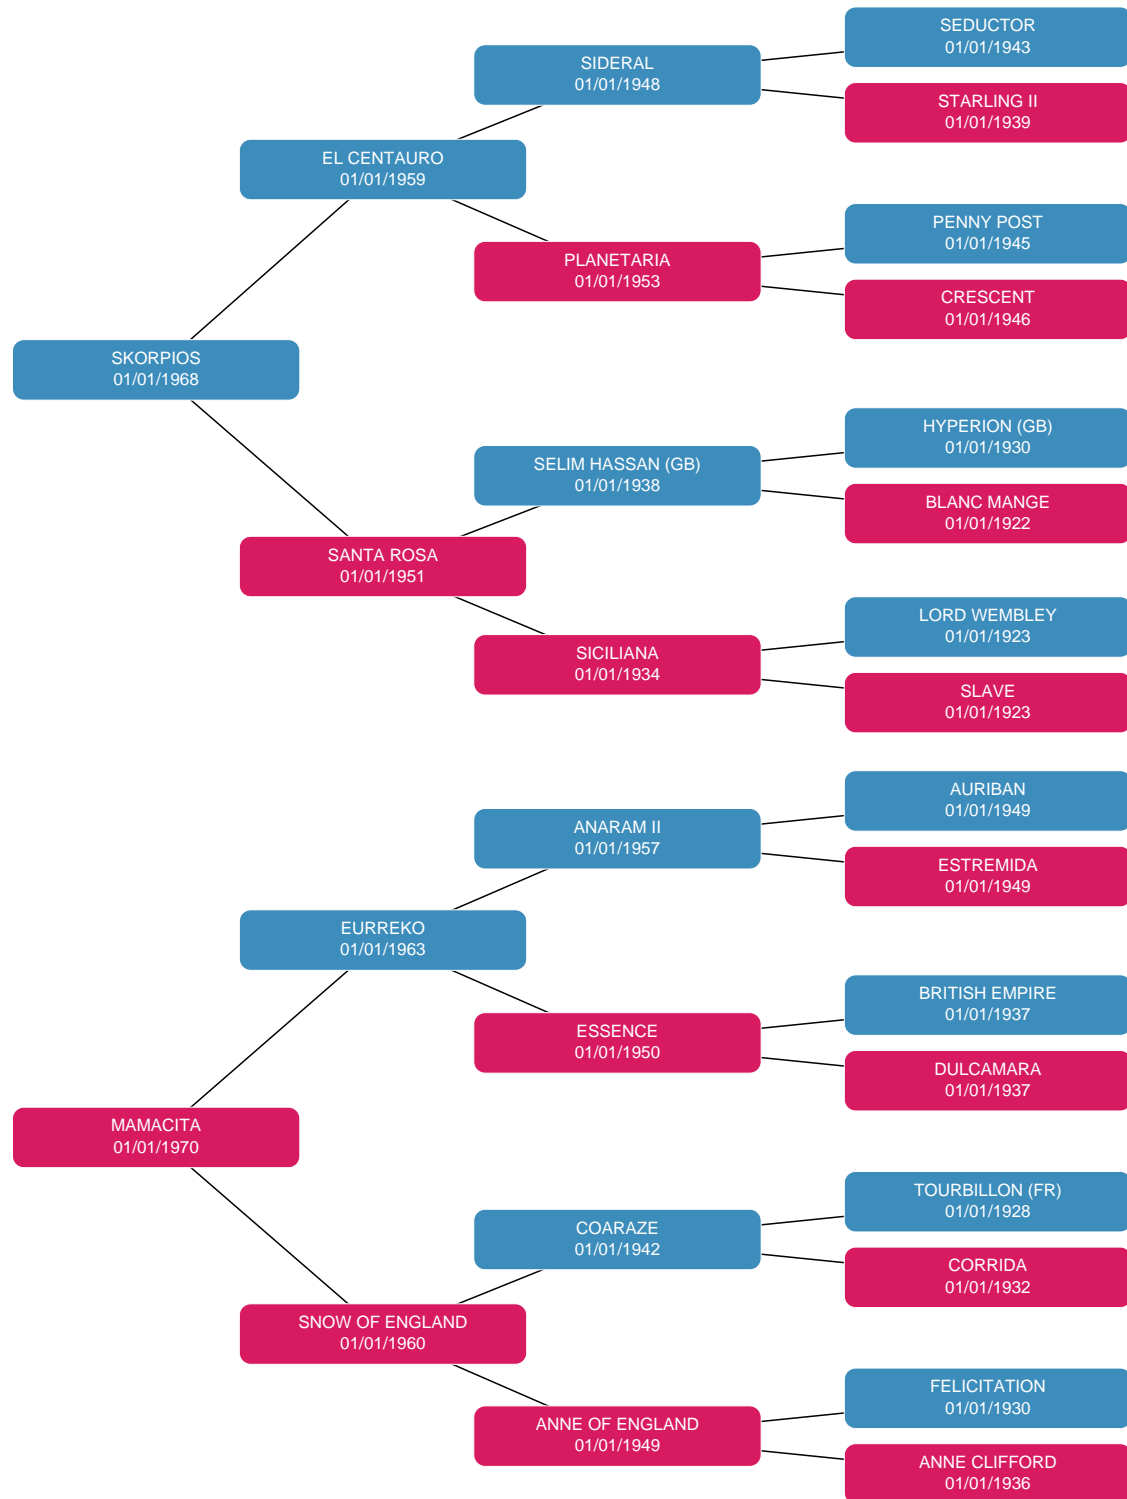 SEDUCTOR
01/01/1943
SIDERAL
01/01/1948
STARLING II
01/01/1939
EL CENTAURO
01/01/1959
PENNY POST
01/01/1945
PLANETARIA
01/01/1953
CRESCENT
01/01/1946
SKORPIOS
01/01/1968
HYPERION (GB)
01/01/1930
SELIM HASSAN (GB)
01/01/1938
BLANC MANGE
01/01/1922
SANTA ROSA
01/01/1951
LORD WEMBLEY
01/01/1923
SICILIANA
01/01/1934
SLAVE
01/01/1923
AURIBAN
01/01/1949
ANARAM II
01/01/1957
ESTREMIDA
01/01/1949
EURREKO
01/01/1963
BRITISH EMPIRE
01/01/1937
ESSENCE
01/01/1950
DULCAMARA
01/01/1937
MAMACITA
01/01/1970
TOURBILLON (FR)
01/01/1928
COARAZE
01/01/1942
CORRIDA
01/01/1932
SNOW OF ENGLAND
01/01/1960
FELICITATION
01/01/1930
ANNE OF ENGLAND
01/01/1949
ANNE CLIFFORD
01/01/1936